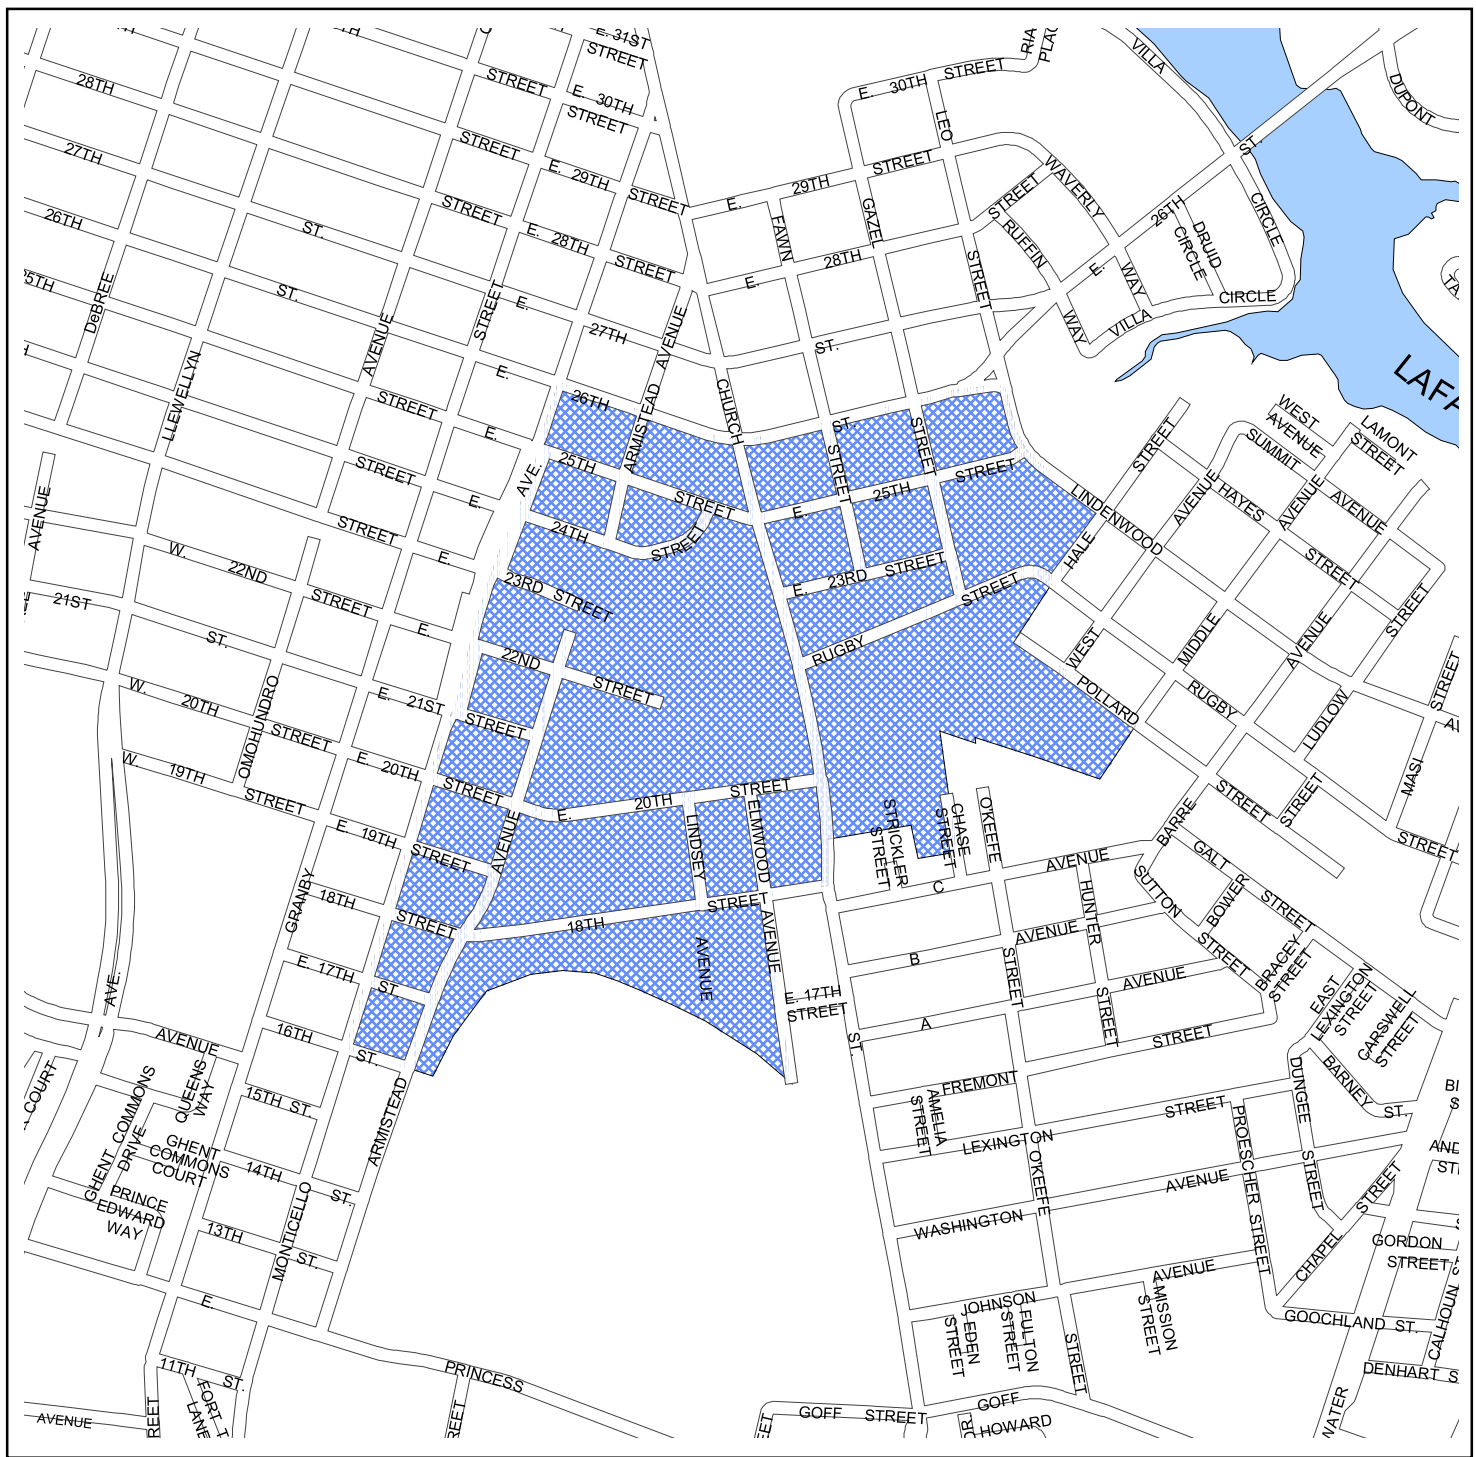 E. 31ST
STREET
VILLA
DUPONT
28TH
STREET
E. 30TH
STREET
E. 30TH STREET
LEO
ST.
27TH
STREET
E. 29TH
STREET
E. 29TH STREET
WAVERLY
26TH
STREET
E. 28TH
STREET
FAWN
GAZEL
STREET
RUFFIN
E. 26TH
DRUID
CIRCLE
CIRCLE
ST.
E. 28TH
STREET
WAY
DeBREE
ST.
AVENUE
STREET
E. 27TH
AVENUE
ST.
WAY
VILLA
CIRCLE
LLEWELLYN
STREET
E. 26TH
ARMISTEAD
CHURCH
ST.
STREET
STREET
LAFA
WEST
AVENUE
LAMONT
STREET
SUMMIT
AVENUE
STREET
E. 25TH
STREET
E. 25TH
STREET
AVE.
LINDENWOOD
HALE
STREET
AVENUE
HAYES
STREET
AVENUE
AVENUE
STREET
E. 24TH
STREET
W. 22ND
STREET
E. 23RD STREET
E. 23RD
STREET
21ST
ST.
E. 22ND
STREET
RUGBY
STREET
WEST
MIDDLE
AVENUE
STREET
W. 20TH
STREET
OMOHUNDRO
E. 21ST
STREET
POLLARD
RUGBY
LUDLOW
STREET
MASI
STREET
W. 19TH
STREET
E. 20TH
STREET
E. 20TH
STREET
STREET
STREET
AVENUE
LINDSEY
ELMWOOD
STRICKLER
STREET
CHASE
STREET
O'KEEFE
BARRE
E. 19TH
STREET
GRANBY
18TH
STREET
18TH
STREET
AVENUE
AVENUE
C
AVENUE
GALT
STREET
SUTTON
STREET
BOWER
HUNTER
STREET
B
AVENUE
STREET
BRAGEY
STREET
EAST
LEXINGTON
STREET
CARSWELL
STREET
E. 17TH
ST.
E. 17TH
STREET
AVE.
A
AVENUE
AVENUE
16TH
ST.
ST.
STREET
FREMONT
DUNGEE
STREET
BARNEY
ST.
COURT
GHENT COMMONS
DRIVE
QUEENS
WAY
15TH ST.
ARMISTEAD
AMELIA
STREET
LEXINGTON
STREET
PROESCHER STREET
GHENT
COMMONS
COURT
14TH
ST.
O'KEEFE
STREET
PRINCE
EDWARD
WAY
13TH
ST.
MONTICELLO
WASHINGTON
AVENUE
CHAPEL
STREET
GORDON
STREET
E.
JOHNSON
AVENUE
EDEN
STREET
FULTON
STREET
MISSION
STREET
GOOCHLAND ST.
CALHOUN
11TH
ST.
PRINCESS
DENHART
AVENUE
FORT
LANE
GOFF STREET
GOFF
HOWARD
WATER